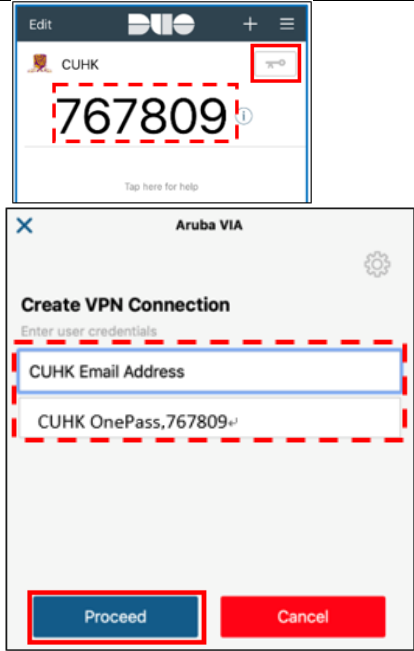 Edit
DUO
+
CUHK
767809
Tap here for help
Aruba VIA
Create VPN Connection
Enter user credentials
CUHK Email Address
CUHK OnePass,767809↵
Proceed
Cancel